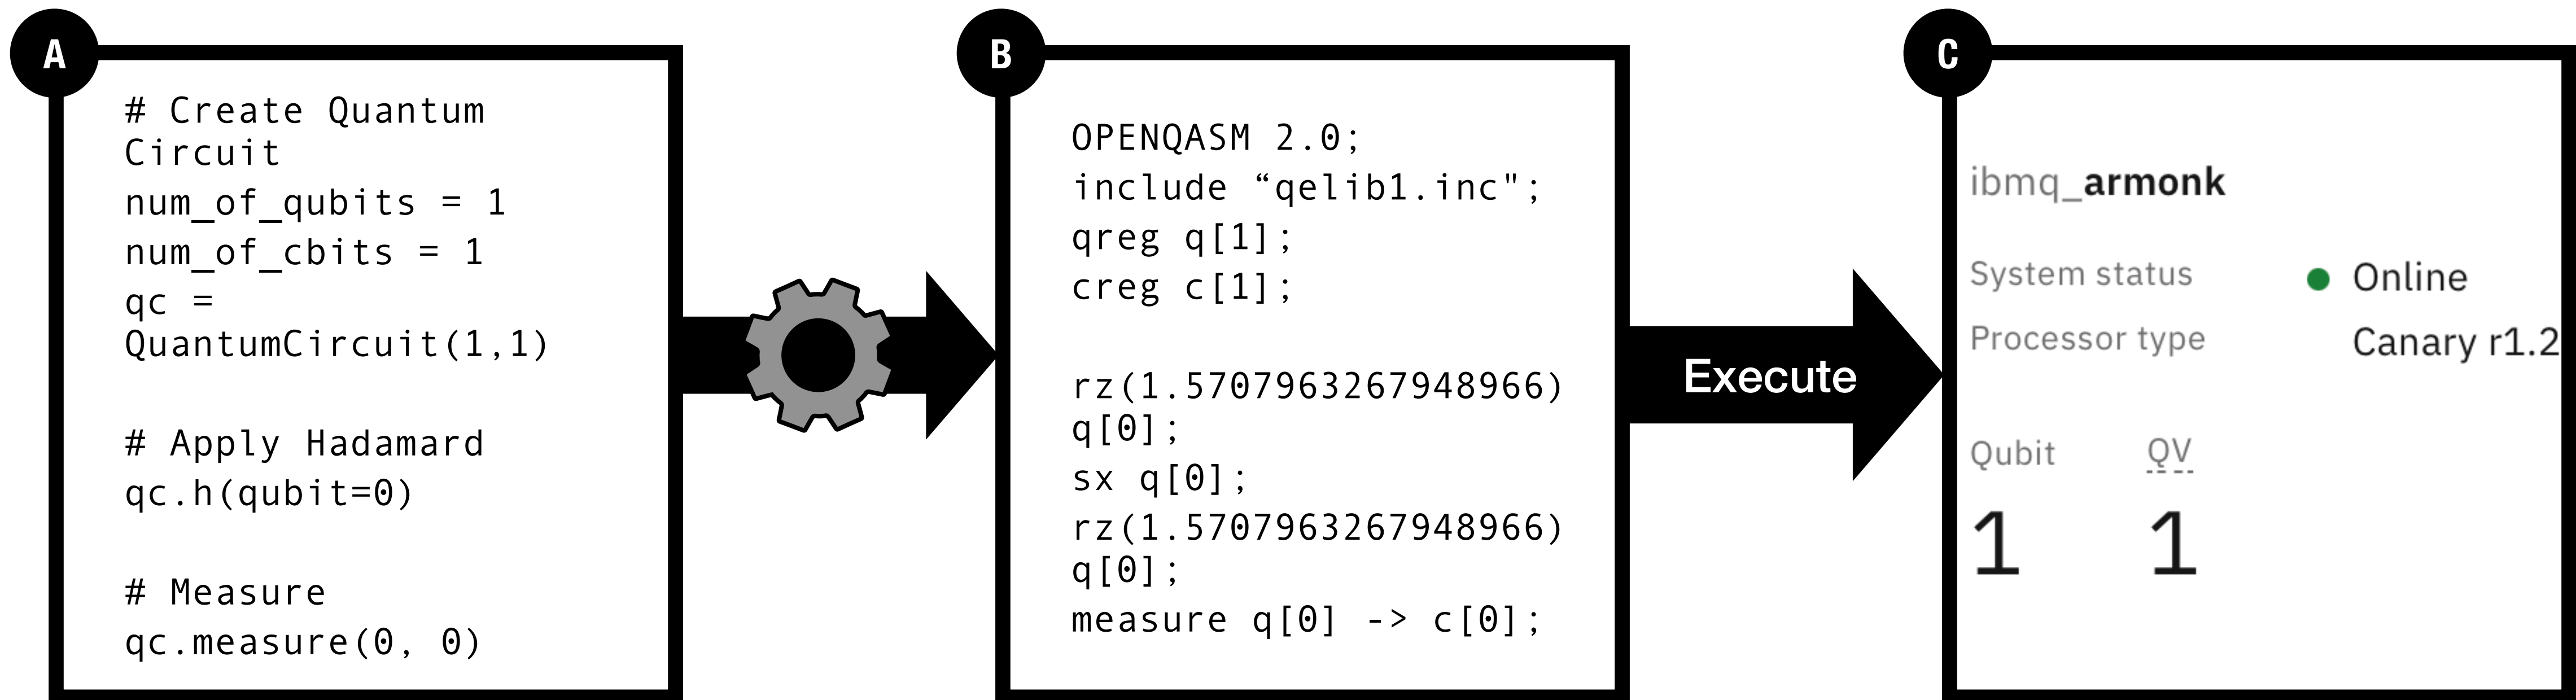 A
# Create Quantum
Circuit
num_of_qubits = 1
num_of_cbits = 1
qc =
QuantumCircuit(1,1)
# Apply Hadamard
qc.h(qubit=0)
# Measure
qc.measure(0, 0)
B
OPENQASM 2.0;
include “qelib1.inc";
qreg q[1];
creg c[1];
rz(1.5707963267948966)
q[0];
sx q[0];
rz(1.5707963267948966)
q[0];
measure q[0] -> c[0];
Execute
C
ibmq_armonk
System status Online
Processor type Canary r1.2
Qubit QV
1 1